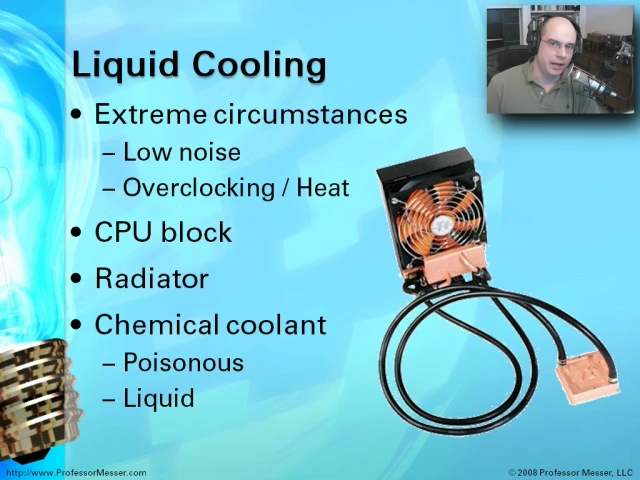 Liquid Cooling
• Extreme circumstances
– Low noise
– Overclocking / Heat
• CPU block
• Radiator
• Chemical coolant
– Poisonous
– Liquid
http://www.ProfessorMesser.com
© 2008 Professor Messer, LLC